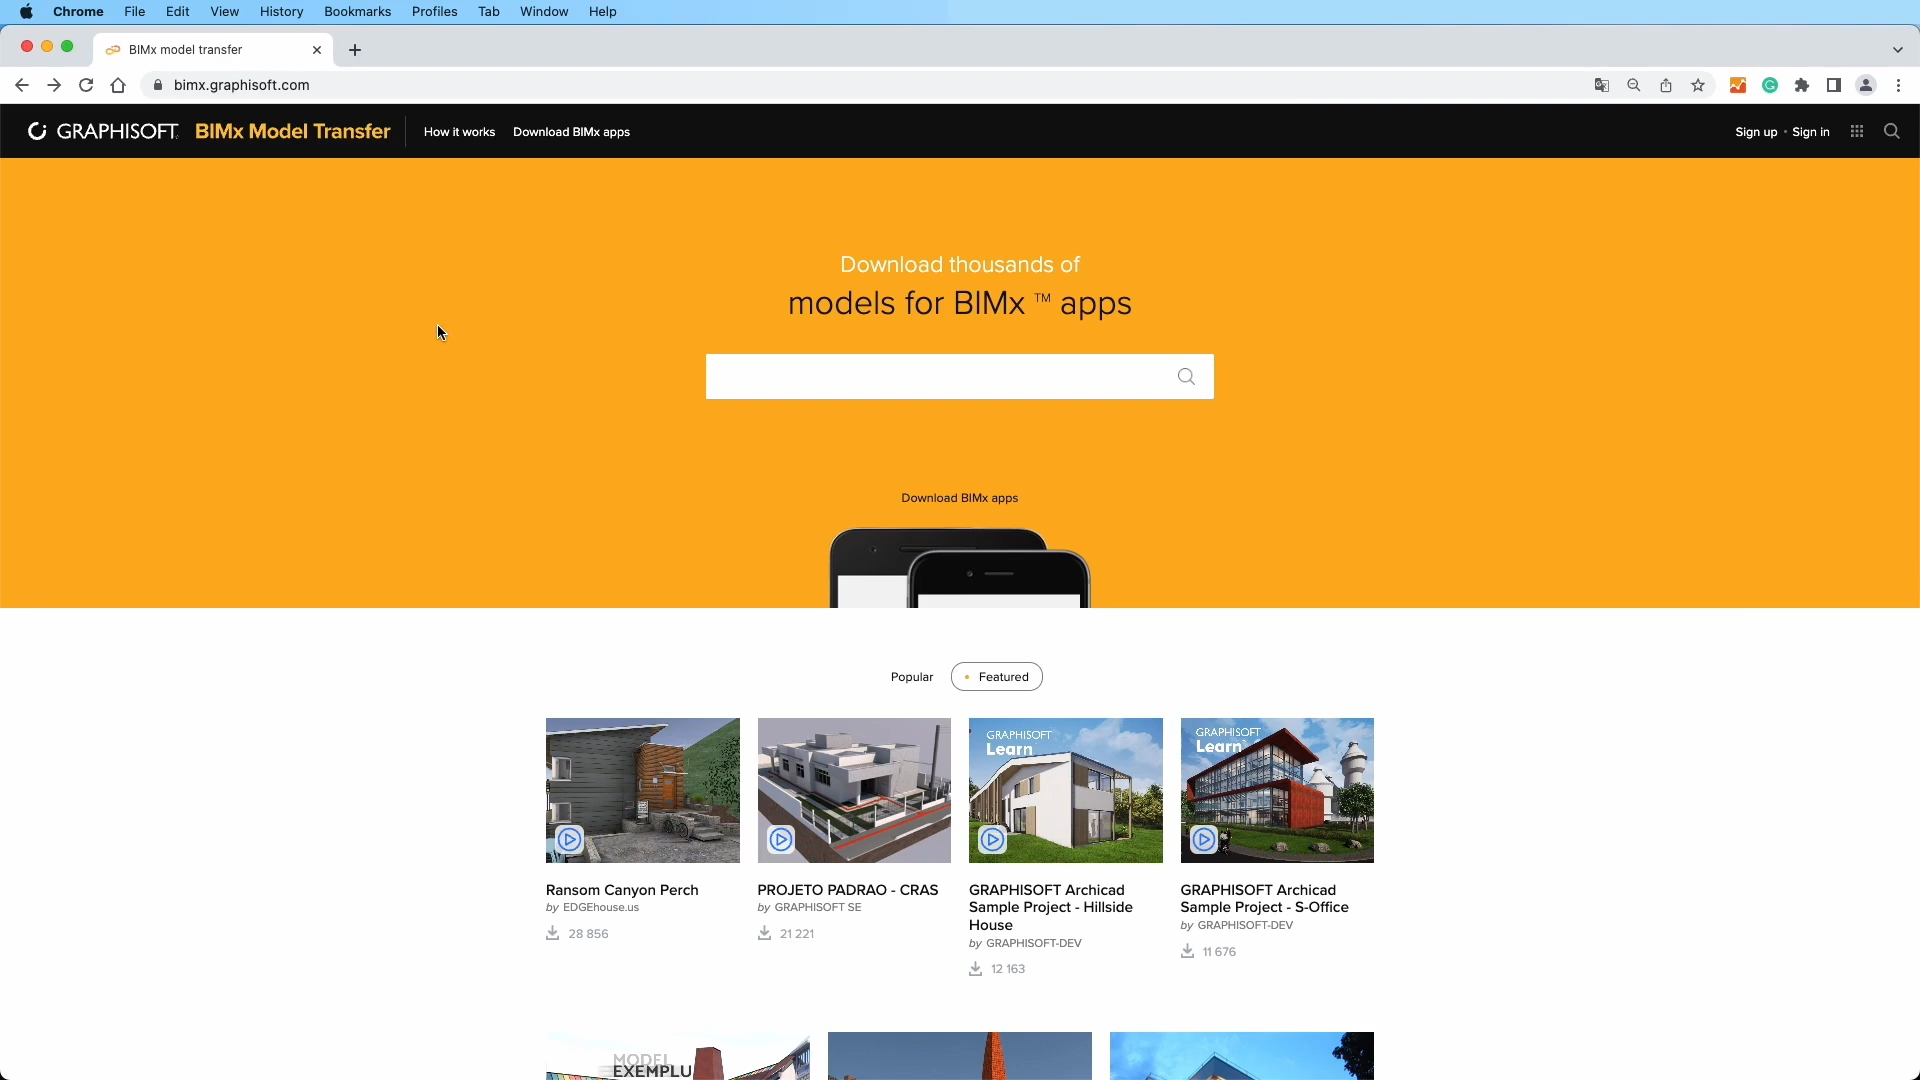 Chrome File Edit View History Bookmarks Profiles Tab Window Help
BIMx model transfer
bimx.graphisoft.com
GRAPHISOFT. BIMx Model Transfer How it works Download BIMx apps Sign up • Sign in
Download thousands of
models for BIMx ™ apps
Download BIMx apps
Popular • Featured
GRAPHISOFT
Learn
GRAPHISOFT
Learn
Ransom Canyon Perch
by EDGEhouse.us
28 856
PROJETO PADRAO - CRAS
by GRAPHISOFT SE
21 221
GRAPHISOFT Archicad
Sample Project - Hillside
House
by GRAPHISOFT-DEV
12 163
GRAPHISOFT Archicad
Sample Project - S-Office
by GRAPHISOFT-DEV
11 676
MODEL
EXEMPLU